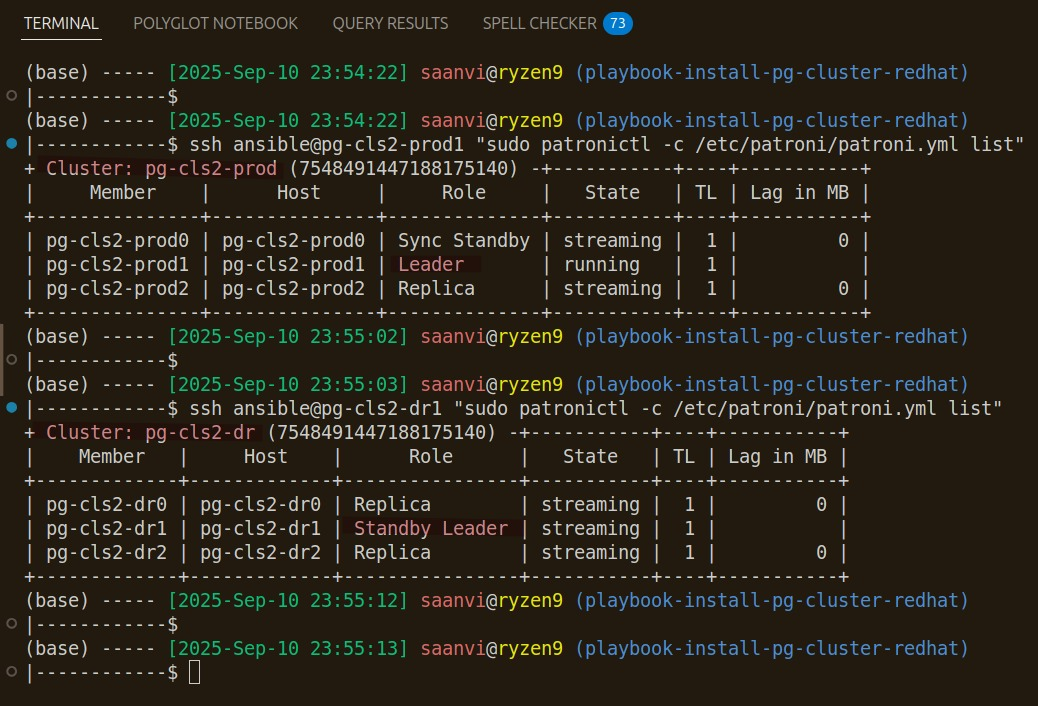 TERMINAL POLYGLOT NOTEBOOK QUERY RESULTS SPELL CHECKER 73
(base) ----- [2025-Sep-10 23:54:22] saanvi@ryzen9 (playbook-install-pg-cluster-redhat)
|------------$
(base) ----- [2025-Sep-10 23:54:22] saanvi@ryzen9 (playbook-install-pg-cluster-redhat)
|------------$ ssh ansible@pg-cls2-prod1 "sudo patronictl -c /etc/patroni/patroni.yml list"
+ Cluster: pg-cls2-prod (7548491447188175140) -+-----------+----+-----------+
|     Member    |      Host     |     Role     |   State   | TL | Lag in MB |
+---------------+---------------+--------------+-----------+----+-----------+
| pg-cls2-prod0 | pg-cls2-prod0 | Sync Standby | streaming |  1 |         0 |
| pg-cls2-prod1 | pg-cls2-prod1 | Leader       | running   |  1 |           |
| pg-cls2-prod2 | pg-cls2-prod2 | Replica      | streaming |  1 |         0 |
+---------------+---------------+--------------+-----------+----+-----------+
(base) ----- [2025-Sep-10 23:55:02] saanvi@ryzen9 (playbook-install-pg-cluster-redhat)
|------------$
(base) ----- [2025-Sep-10 23:55:03] saanvi@ryzen9 (playbook-install-pg-cluster-redhat)
|------------$ ssh ansible@pg-cls2-dr1 "sudo patronictl -c /etc/patroni/patroni.yml list"
+ Cluster: pg-cls2-dr (7548491447188175140) -+-----------+----+-----------+
|    Member   |     Host    |      Role      |   State   | TL | Lag in MB |
+-------------+-------------+----------------+-----------+----+-----------+
| pg-cls2-dr0 | pg-cls2-dr0 | Replica        | streaming |  1 |         0 |
| pg-cls2-dr1 | pg-cls2-dr1 | Standby Leader | streaming |  1 |           |
| pg-cls2-dr2 | pg-cls2-dr2 | Replica        | streaming |  1 |         0 |
+-------------+-------------+----------------+-----------+----+-----------+
(base) ----- [2025-Sep-10 23:55:12] saanvi@ryzen9 (playbook-install-pg-cluster-redhat)
|------------$
(base) ----- [2025-Sep-10 23:55:13] saanvi@ryzen9 (playbook-install-pg-cluster-redhat)
|------------$